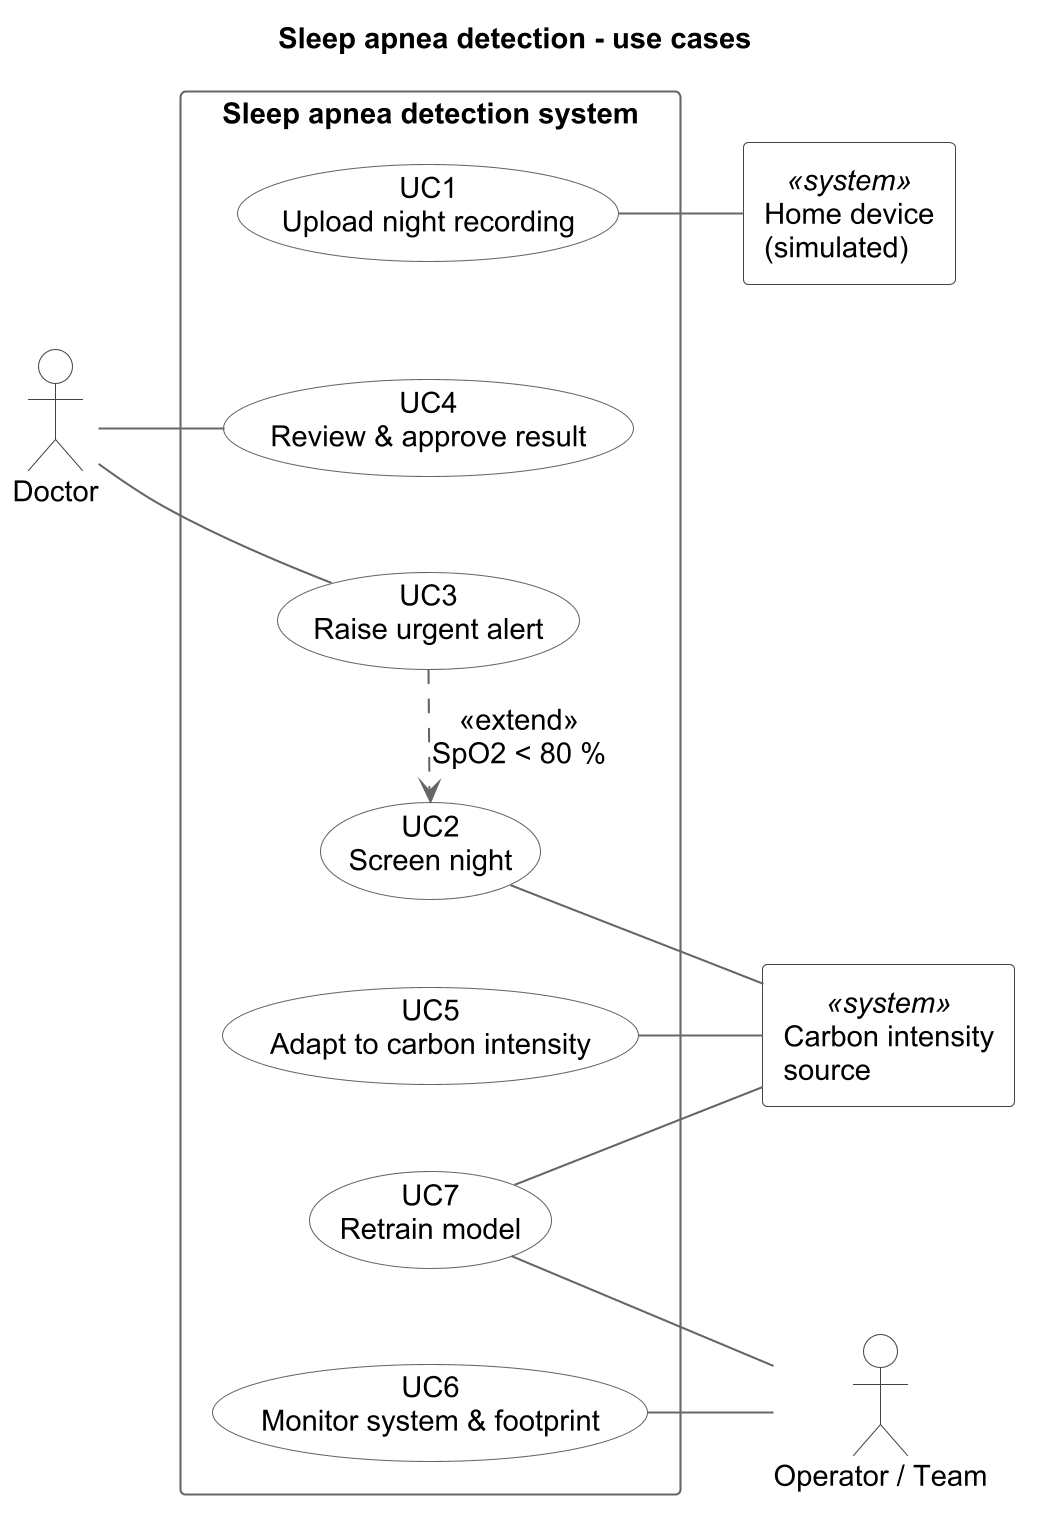 Sleep apnea detection - use cases
Sleep apnea detection system
UC1
Upload night recording
«system»
Home device
(simulated)
UC4
Review & approve result
Doctor
UC3
Raise urgent alert
«extend»
SpO2 < 80 %
UC2
Screen night
«system»
Carbon intensity
source
UC5
Adapt to carbon intensity
UC7
Retrain model
UC6
Monitor system & footprint
Operator / Team